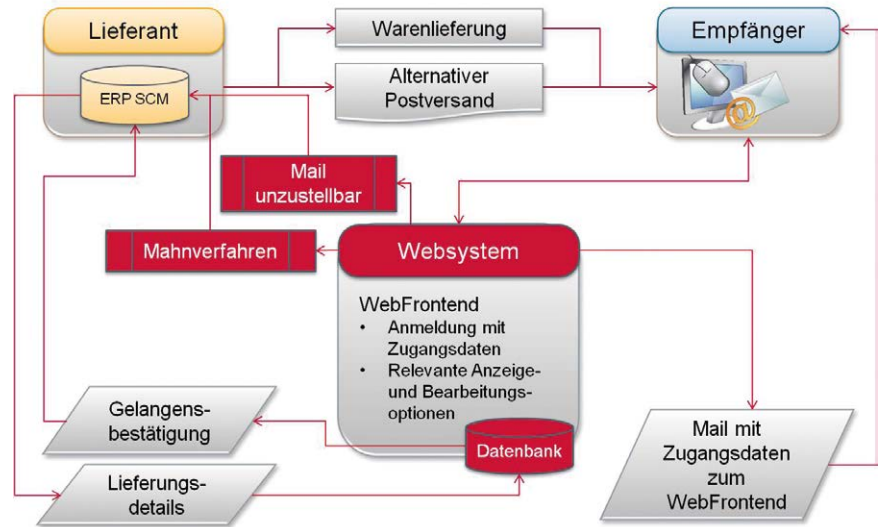 Lieferant
ERP SCM
Warenlieferung
Alternativer
Postversand
Empfänger
@
Mail
unzustellbar
Mahnverfahren
Websystem
WebFrontend
• Anmeldung mit
Zugangsdaten
• Relevante Anzeige-
und Bearbeitungs-
optionen
Datenbank
Gelangens-
bestätigung
Lieferungs-
details
Mail mit
Zugangsdaten
zum
WebFrontend